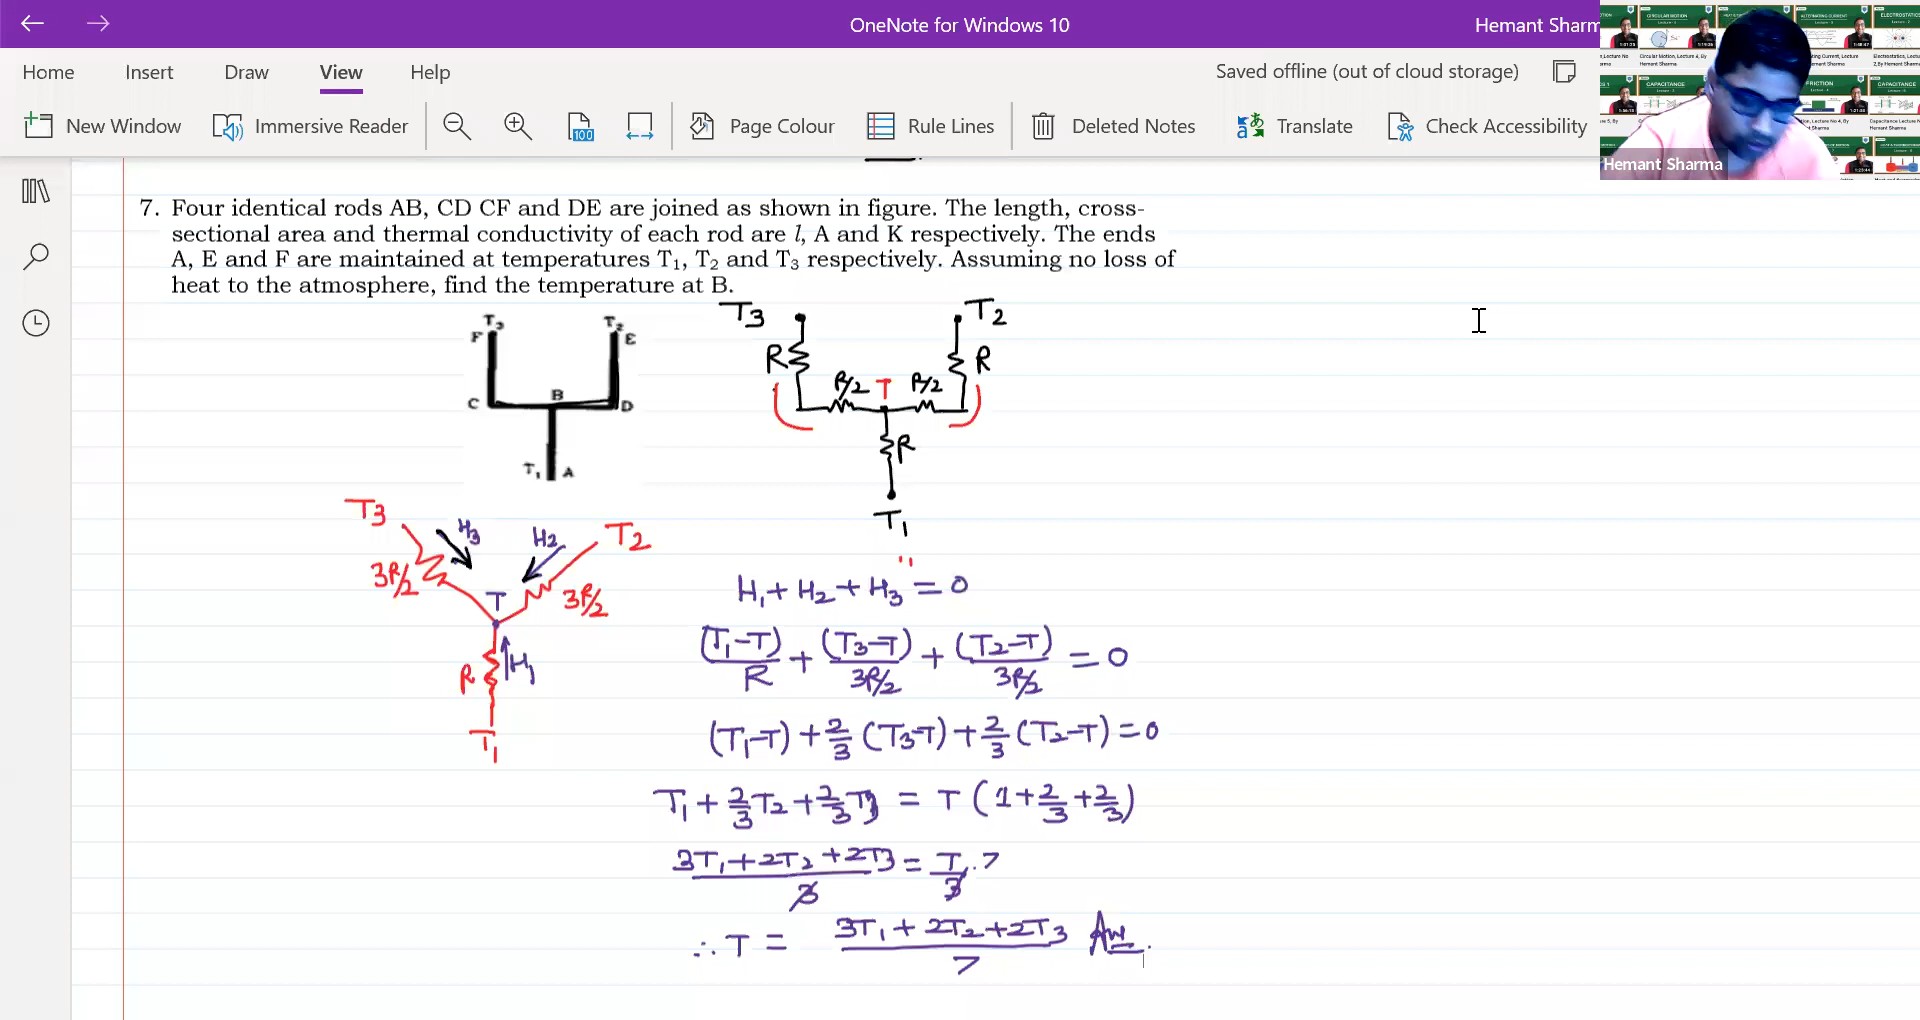 OneNote for Windows 10
Hemant Sharm
Home Insert Draw View Help
Saved offline (out of cloud storage)
New Window Immersive Reader 100 Page Colour Rule Lines Deleted Notes Translate Check Accessibility
Hemant Sharma
7. Four identical rods AB, CD CF and DE are joined as shown in figure. The length, cross-
sectional area and thermal conductivity of each rod are l, A and K respectively. The ends
A, E and F are maintained at temperatures T₁, T₂ and T₃ respectively. Assuming no loss of
heat to the atmosphere, find the temperature at B.
T₃ T₂
F E
C B D
T₁ A
T₃ T₂
R R
R/2 T R/2
R
T₁
T₃ H₃ H₂ T₂
3R/2 T 3R/2
R H₁
T₁
H₁ + H₂ + H₃ = 0
(T₁-T)/R + (T₃-T)/3R/2 + (T₂-T)/3R/2 = 0
(T₁-T) + 2/3 (T₃-T) + 2/3 (T₂-T) = 0
T₁ + 2/3 T₂ + 2/3 T₃ = T (1 + 2/3 + 2/3)
3T₁ + 2T₂ + 2T₃/3 = T/3 . 7
∴ T = 3T₁ + 2T₂ + 2T₃/7 Ans.